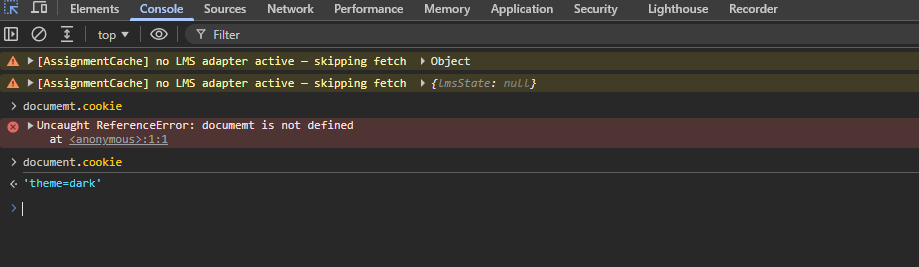 Elements Console Sources Network Performance Memory Application Security Lighthouse Recorder
top Filter
[AssignmentCache] no LMS adapter active — skipping fetch Object
[AssignmentCache] no LMS adapter active — skipping fetch {lmsState: null}
documemt.cookie
Uncaught ReferenceError: documemt is not defined
at <anonymous>:1:1
document.cookie
'theme=dark'